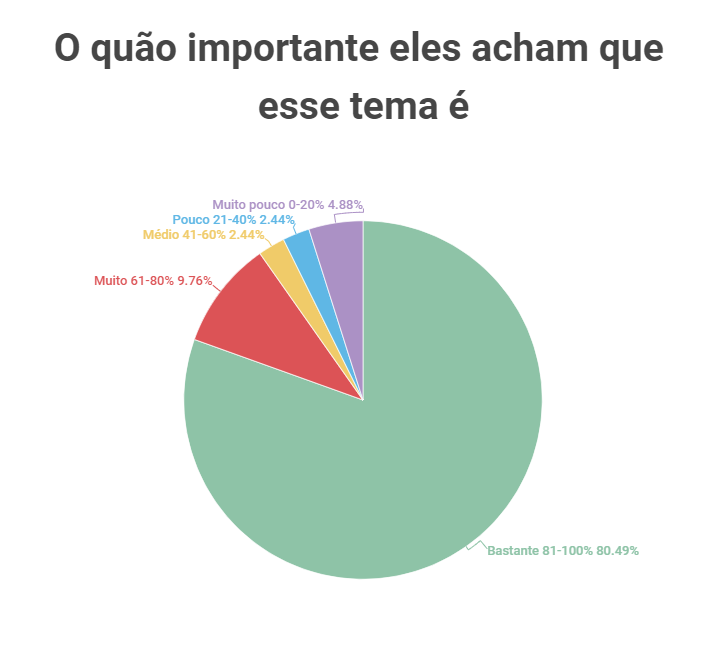 O quão importante eles acham que
esse tema é
Muito pouco 0-20% 4.88%
Pouco 21-40% 2.44%
Médio 41-60% 2.44%
Muito 61-80% 9.76%
Bastante 81-100% 80.49%